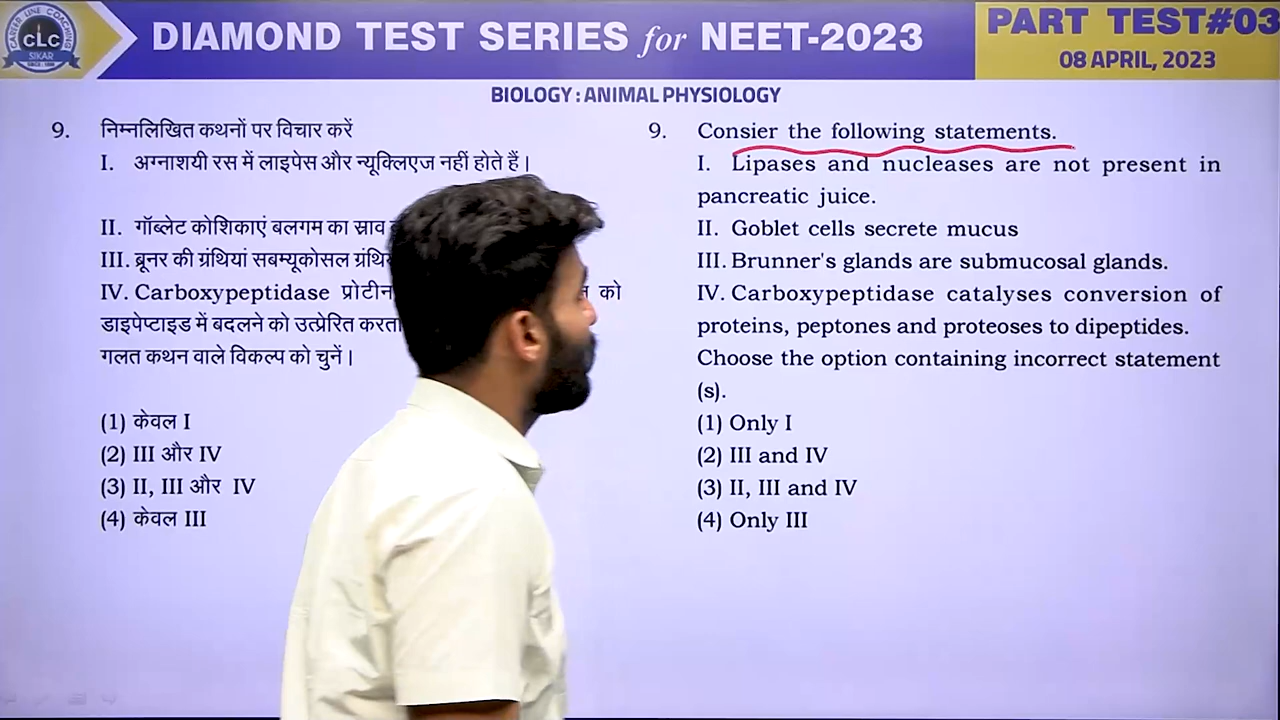 CAREER LINE COACHING
CLC
SIKAR
DIAMOND TEST SERIES for NEET-2023
PART TEST#03
08 APRIL, 2023
BIOLOGY : ANIMAL PHYSIOLOGY
9. निम्नलिखित कथनों पर विचार करें
I. अग्नाशयी रस में लाइपेस और न्यूक्लिएज नहीं होते हैं।
II. गॉब्लेट कोशिकाएं बलगम का स्राव
III. ब्रूनर की ग्रंथियां सबम्यूकोसल
IV. Carboxypeptidase को
डाइपेप्टाइड में बदलने को उत्प्रेरित
गलत कथन वाले विकल्प को चुनें।
(1) केवल I
(2) III और IV
(3) II, III और IV
(4) केवल III
9. Consier the following statements.
I. Lipases and nucleases are not present in
pancreatic juice.
II. Goblet cells secrete mucus
III. Brunner's glands are submucosal glands.
IV. Carboxypeptidase catalyses conversion of
proteins, peptones and proteoses to dipeptides.
Choose the option containing incorrect statement
(s).
(1) Only I
(2) III and IV
(3) II, III and IV
(4) Only III